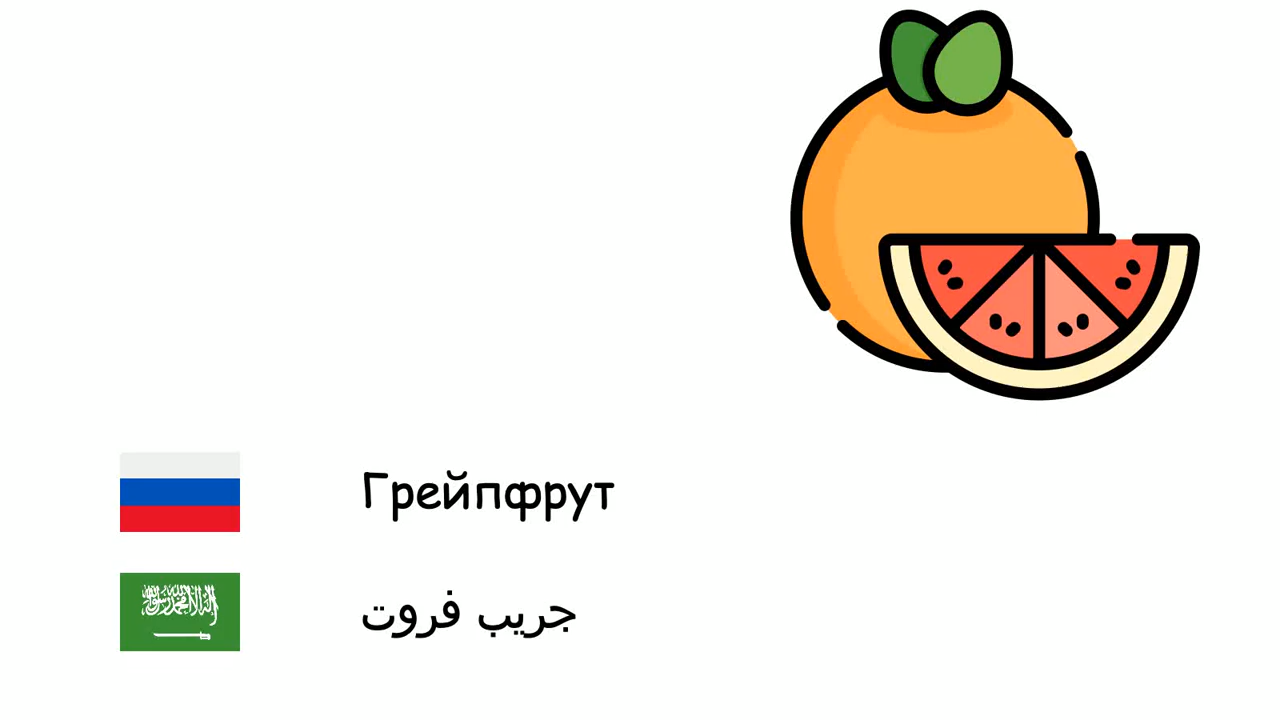 Грейпфрут
جريب فروت